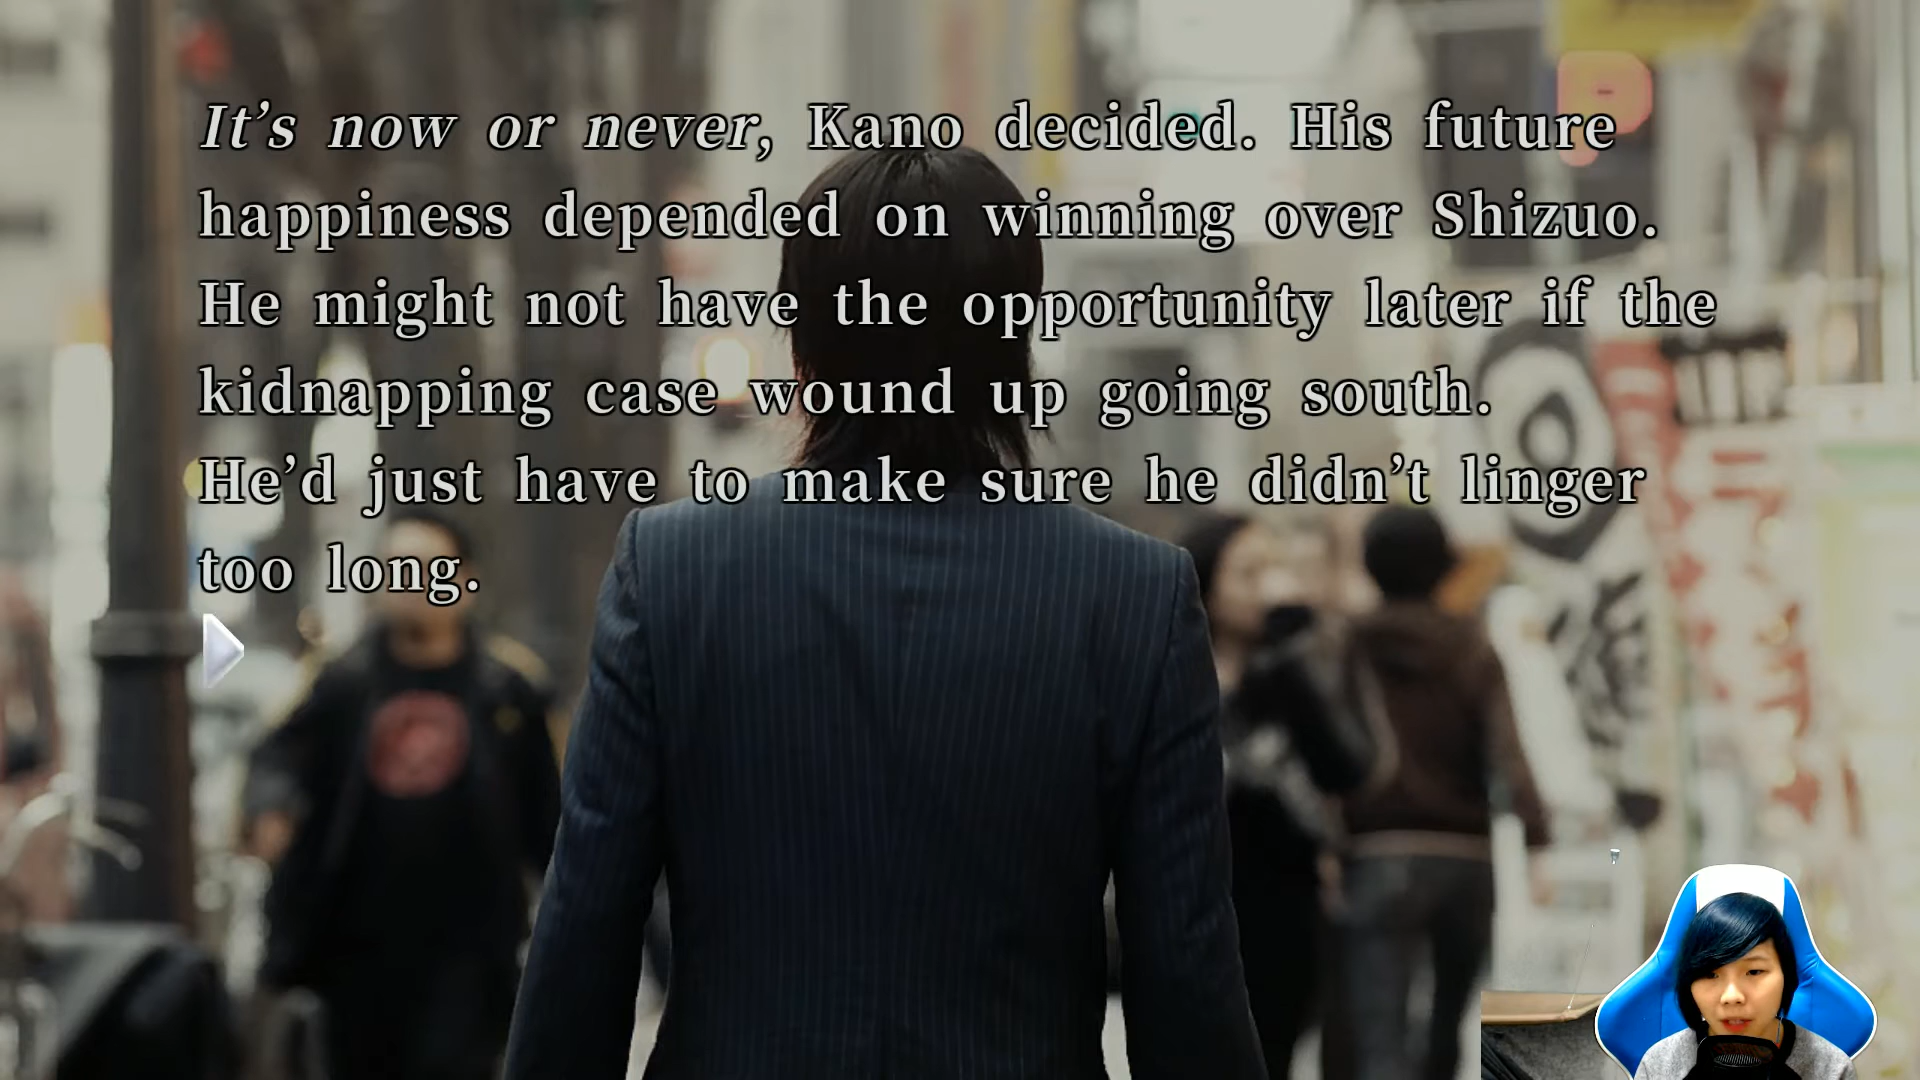 It’s now or never, Kano decided. His future
happiness depended on winning over Shizuo.
He might not have the opportunity later if the
kidnapping case wound up going south.
He’d just have to make sure he didn’t linger
too long.